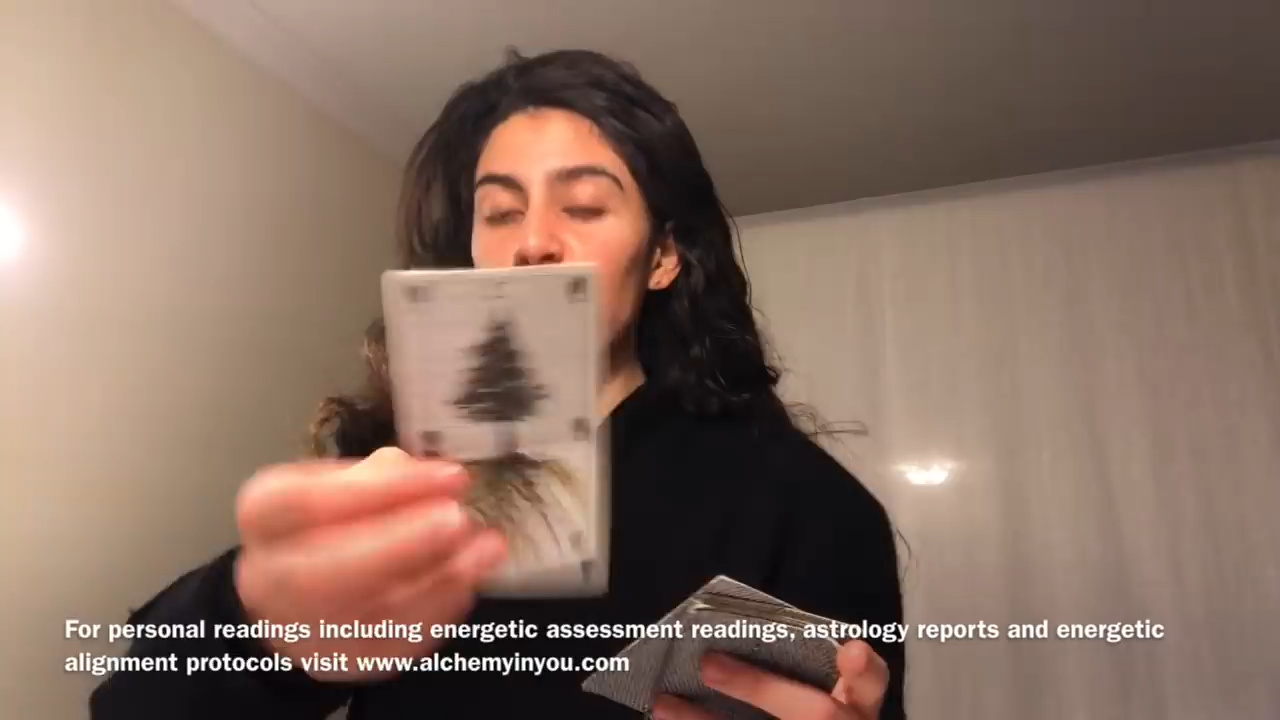 For personal readings including energetic assessment readings, astrology reports and energetic
alignment protocols visit www.alchemyinyou.com